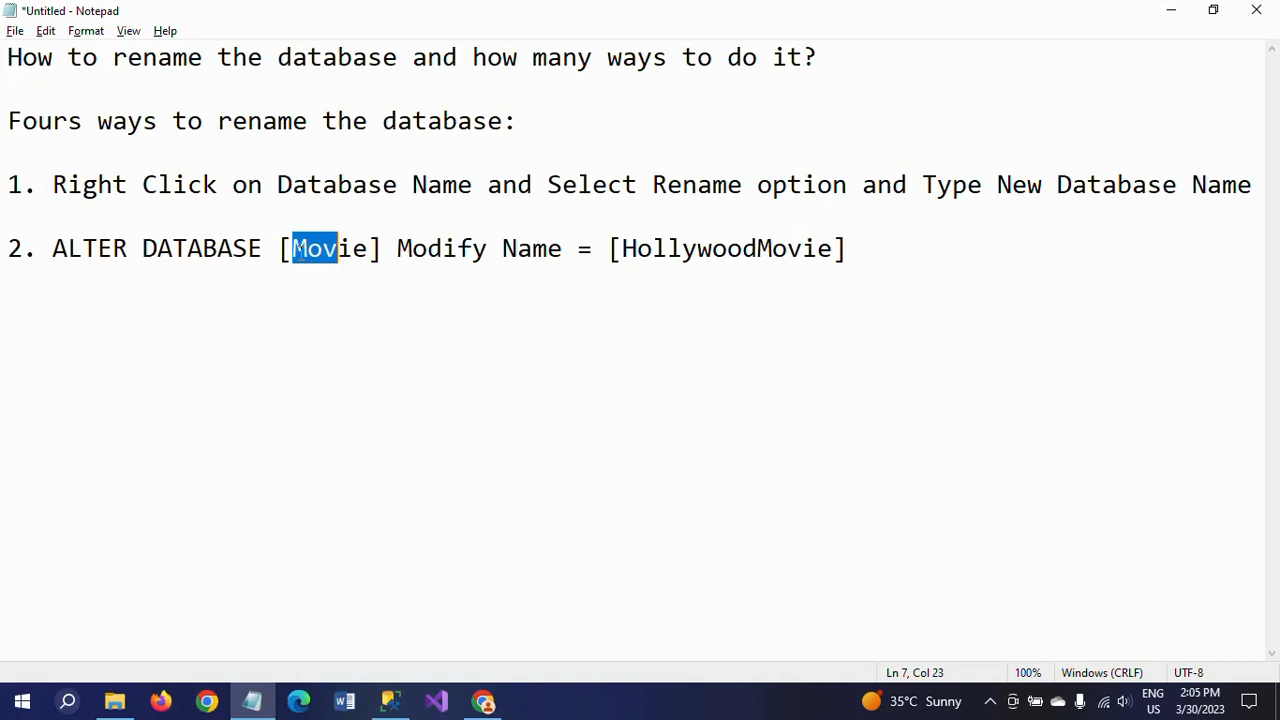 *Untitled - Notepad
File Edit Format View Help
How to rename the database and how many ways to do it?
Fours ways to rename the database:
1. Right Click on Database Name and Select Rename option and Type New Database Name
2. ALTER DATABASE [Movie] Modify Name = [HollywoodMovie]
Ln 7, Col 23 100% Windows (CRLF) UTF-8
35°C Sunny ENG US 2:05 PM 3/30/2023